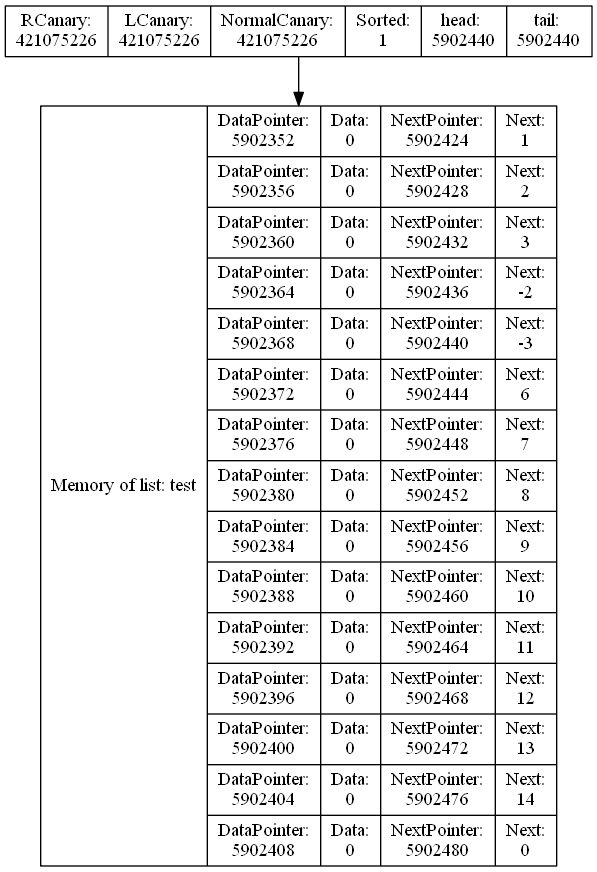 RCanary: LCanary: NormalCanary: Sorted: head: tail:
421075226 421075226 421075226 1 5902440 5902440
DataPointer: Data: NextPointer: Next:
5902352 0 5902424 1
DataPointer: Data: NextPointer: Next:
5902356 0 5902428 2
DataPointer: Data: NextPointer: Next:
5902360 0 5902432 3
DataPointer: Data: NextPointer: Next:
5902364 0 5902436 -2
DataPointer: Data: NextPointer: Next:
5902368 0 5902440 -3
DataPointer: Data: NextPointer: Next:
5902372 0 5902444 6
DataPointer: Data: NextPointer: Next:
5902376 0 5902448 7
Memory of list: test
DataPointer: Data: NextPointer: Next:
5902380 0 5902452 8
DataPointer: Data: NextPointer: Next:
5902384 0 5902456 9
DataPointer: Data: NextPointer: Next:
5902388 0 5902460 10
DataPointer: Data: NextPointer: Next:
5902392 0 5902464 11
DataPointer: Data: NextPointer: Next:
5902396 0 5902468 12
DataPointer: Data: NextPointer: Next:
5902400 0 5902472 13
DataPointer: Data: NextPointer: Next:
5902404 0 5902476 14
DataPointer: Data: NextPointer: Next:
5902408 0 5902480 0